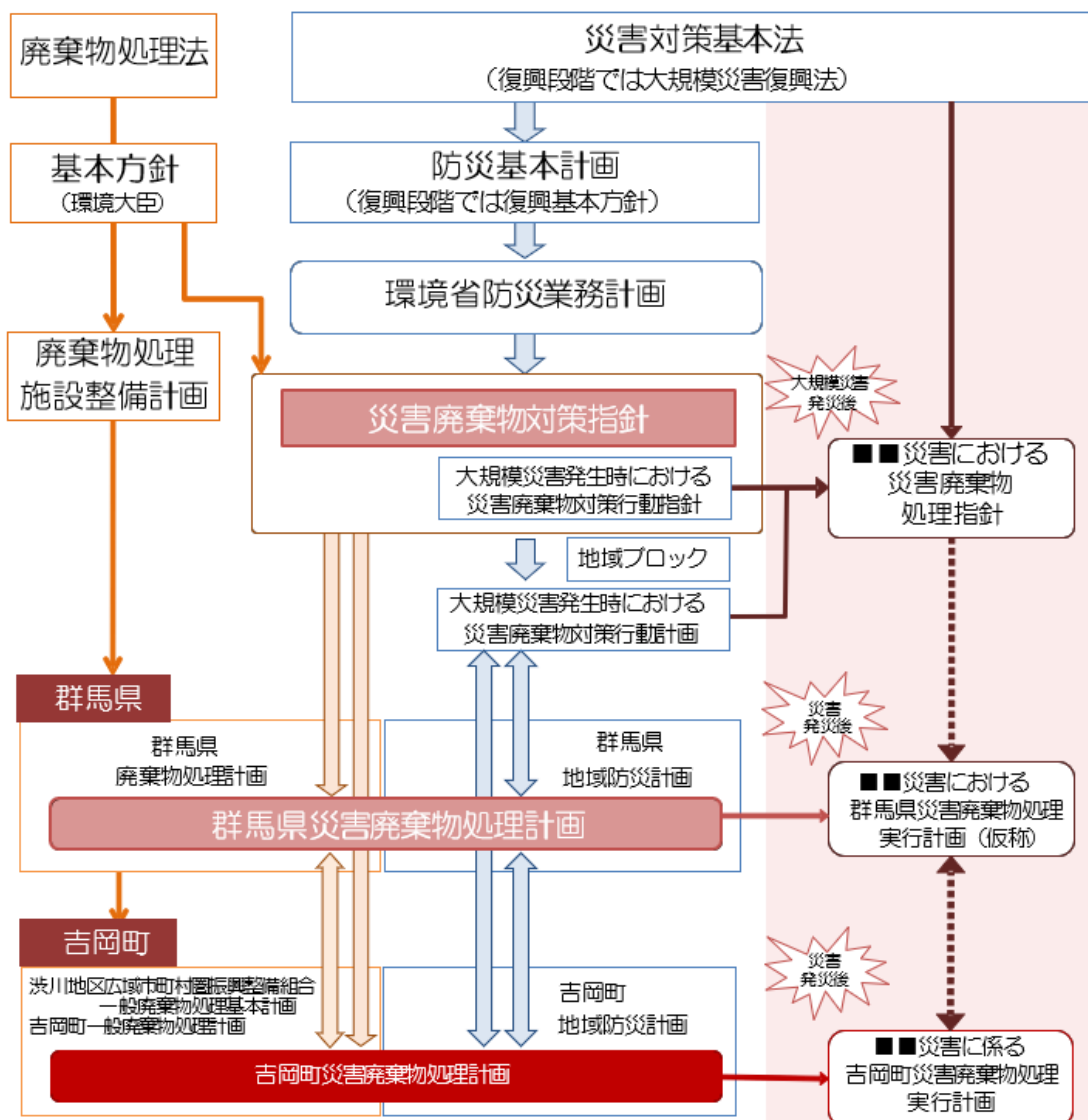 廃棄物処理法
災害対策基本法
(復興段階では大規模災害復興法)
基本方針
(環境大臣)
防災基本計画
(復興段階では復興基本方針)
環境省防災業務計画
廃棄物処理
施設整備計画
災害廃棄物対策指針
大規模災害発生時における
災害廃棄物対策行動指針
大規模災害
発災後
■■災害における
災害廃棄物
処理指針
地域ブロック
大規模災害発生時における
災害廃棄物対策行動計画
群馬県
群馬県
廃棄物処理計画
群馬県
地域防災計画
群馬県災害廃棄物処理計画
災害
発災後
■■災害における
群馬県災害廃棄物処理
実行計画(仮称)
吉岡町
渋川地区広域市町村圏振興整備組合
一般廃棄物処理基本計画
吉岡町一般廃棄物処理計画
吉岡町
地域防災計画
吉岡町災害廃棄物処理計画
災害
発災後
■■災害に係る
吉岡町災害廃棄物処理
実行計画